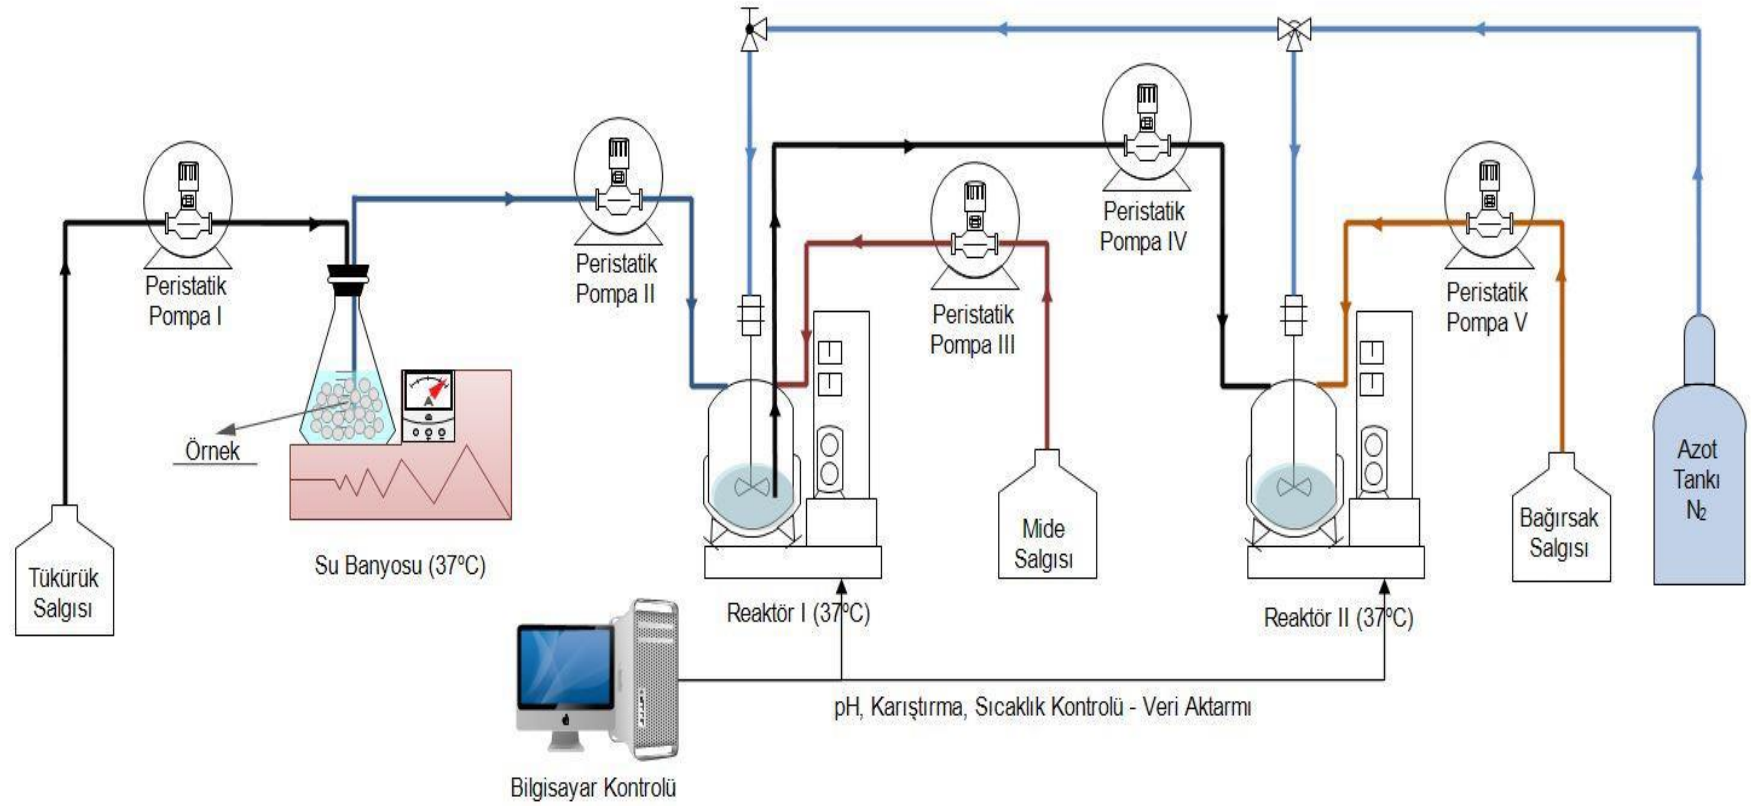 Peristatik
Pompa I
Peristatik
Pompa II
Peristatik
Pompa III
Peristatik
Pompa IV
Peristatik
Pompa V
Örnek
A
Tükürük
Salgısı
Su Banyosu (37ºC)
Mide
Salgısı
Bağırsak
Salgısı
Azot
Tankı
N2
Reaktör I (37ºC)
Reaktör II (37ºC)
pH, Karıştırma, Sıcaklık Kontrolü - Veri Aktarmı
Bilgisayar Kontrolü